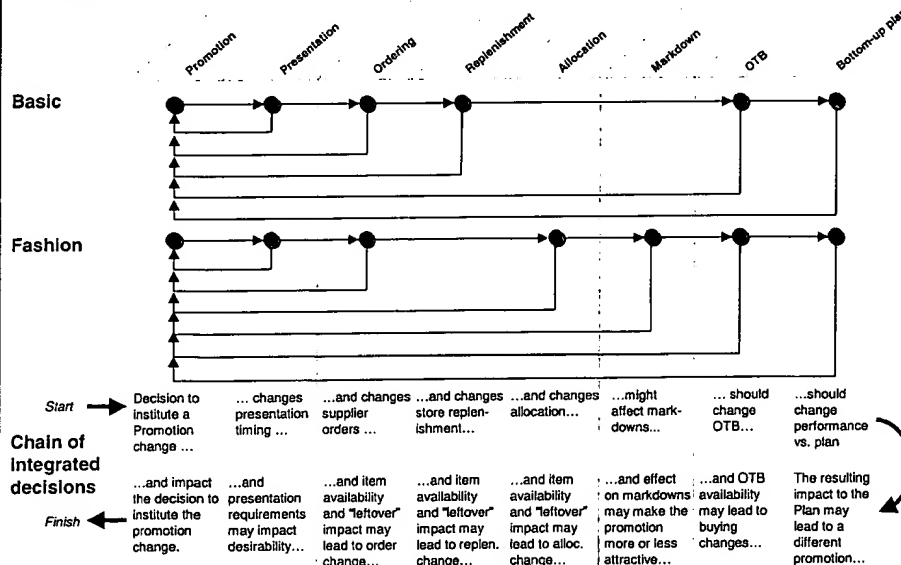 Promotion
Presentation
Ordering
Replenishment
Allocation
Markdown
OTB
Bottom-up plan
Basic
Fashion
Start
Decision to
institute a
Promotion
change ...
... changes
presentation
timing ...
...and changes
supplier
orders ...
...and changes
store replen-
ishment...
...and changes
allocation...
...might
affect mark-
downs...
... should
change
OTB...
...should
change
performance
vs. plan
Chain of
integrated
decisions
Finish
...and impact
the decision to
institute the
promotion
change.
...and
presentation
requirements
may impact
desirability...
...and item
availability
and "leftover"
impact may
lead to order
change...
...and item
availability
and "leftover"
impact may
lead to replen.
change...
...and item
availability
and "leftover"
impact may
lead to alloc.
change...
...and effect
on markdowns
may make the
promotion
more or less
attractive...
...and OTB
availability
may lead to
buying
changes...
The resulting
impact to the
Plan may
lead to a
different
promotion...